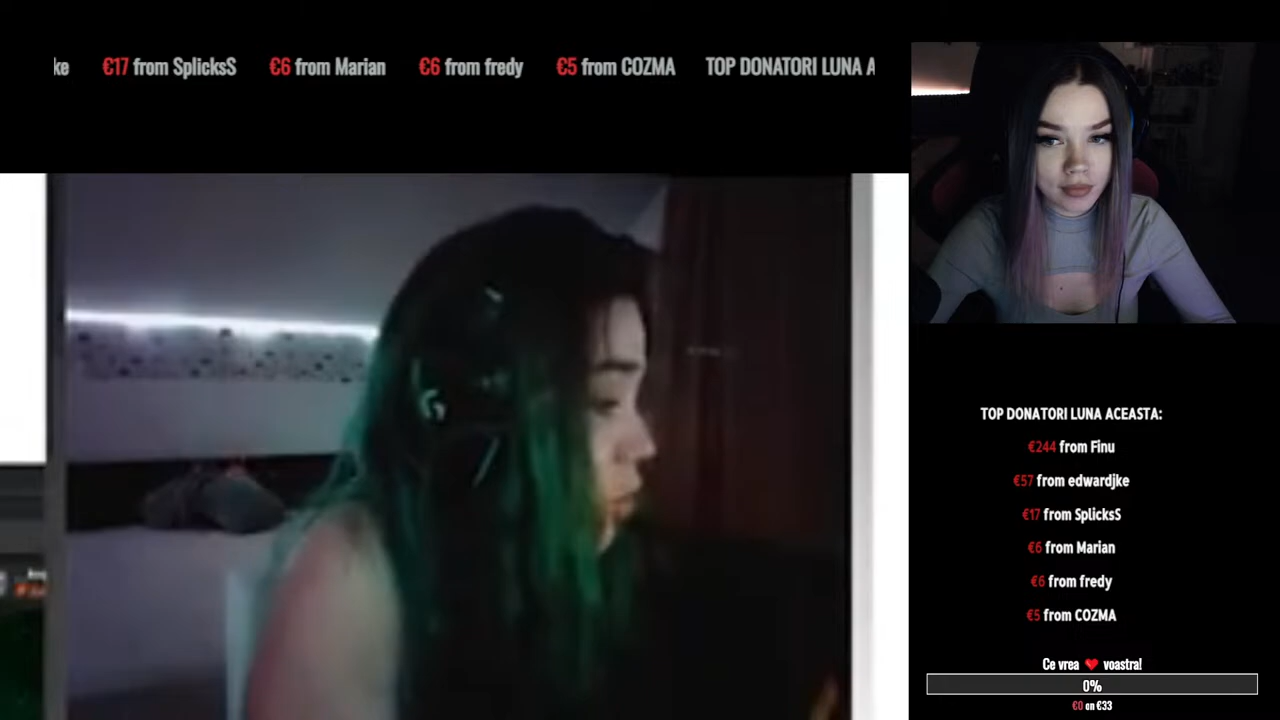 ke €17 from SplicksS €6 from Marian €6 from fredy €5 from COZMA TOP DONATORI LUNA A
TOP DONATORI LUNA ACEASTA:
€244 from Finu
€57 from edwardjke
€17 from SplicksS
€6 from Marian
€6 from fredy
€5 from COZMA
Ce vrea ❤ voastra!
0%
€0 an €33